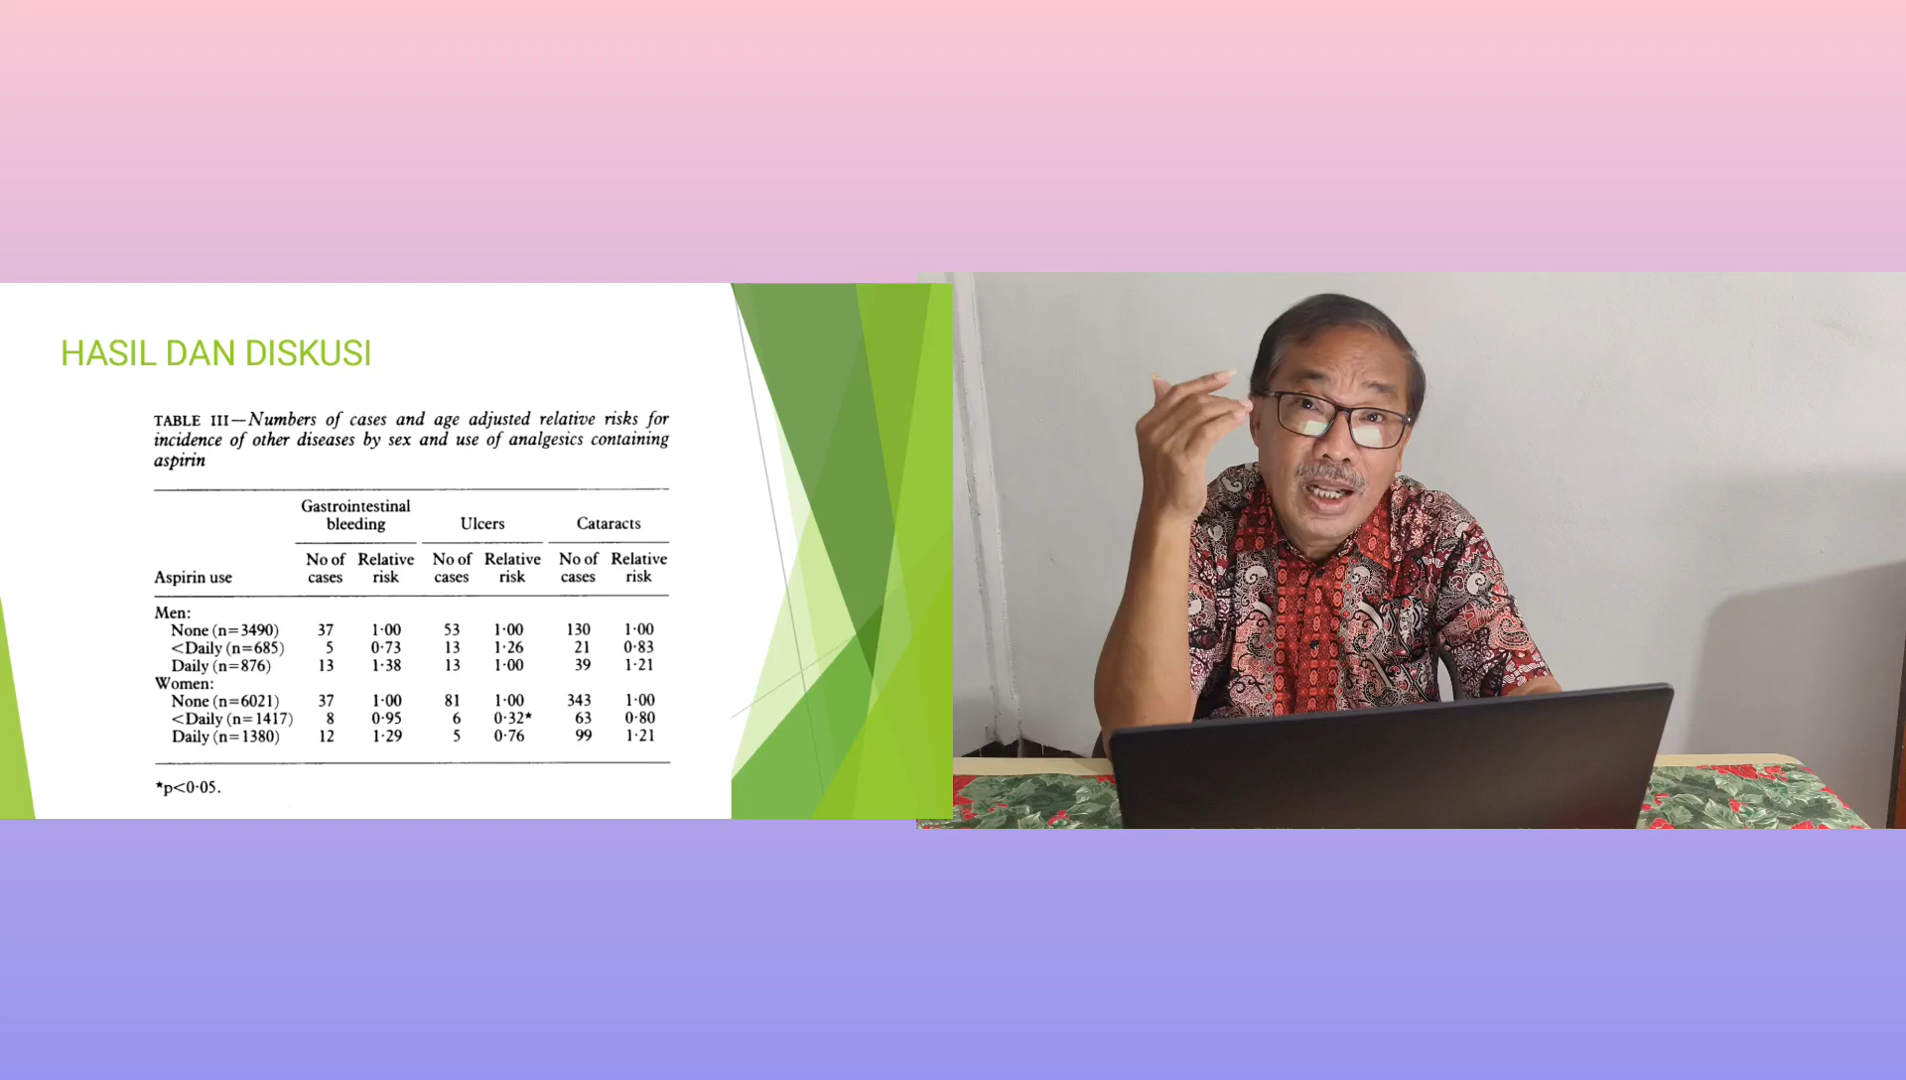 HASIL DAN DISKUSI
TABLE III—Numbers of cases and age adjusted relative risks for
incidence of other diseases by sex and use of analgesics containing
aspirin
Gastrointestinal
bleeding Ulcers Cataracts
No of Relative No of Relative No of Relative
Aspirin use cases risk cases risk cases risk
Men:
None (n=3490) 37 1·00 53 1·00 130 1·00
<Daily (n=685) 5 0·73 13 1·26 21 0·83
Daily (n=876) 13 1·38 13 1·00 39 1·21
Women:
None (n=6021) 37 1·00 81 1·00 343 1·00
<Daily (n=1417) 8 0·95 6 0·32* 63 0·80
Daily (n=1380) 12 1·29 5 0·76 99 1·21
*p<0·05.